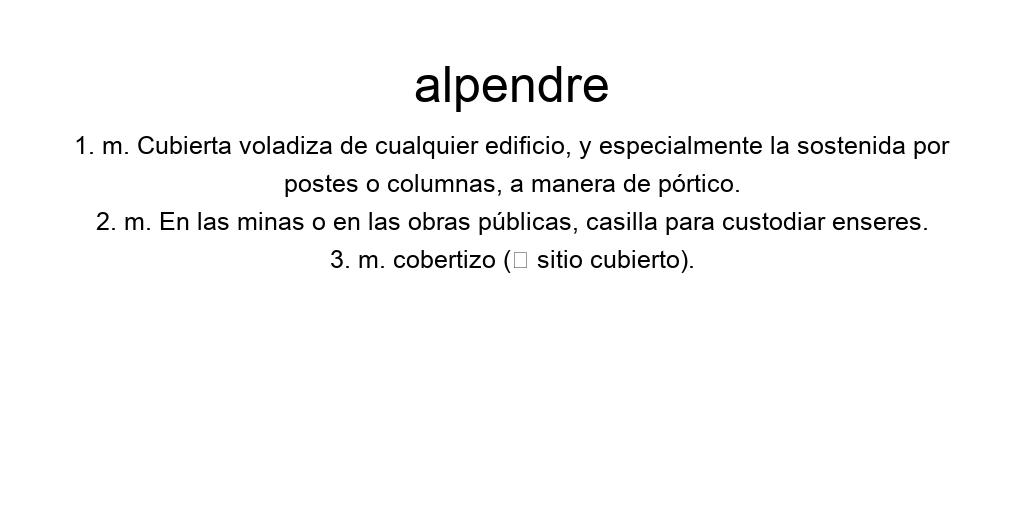 alpendre
1. m. Cubierta voladiza de cualquier edificio, y especialmente la sostenida por
postes o columnas, a manera de pórtico.
2. m. En las minas o en las obras públicas, casilla para custodiar enseres.
3. m. cobertizo (▯ sitio cubierto).